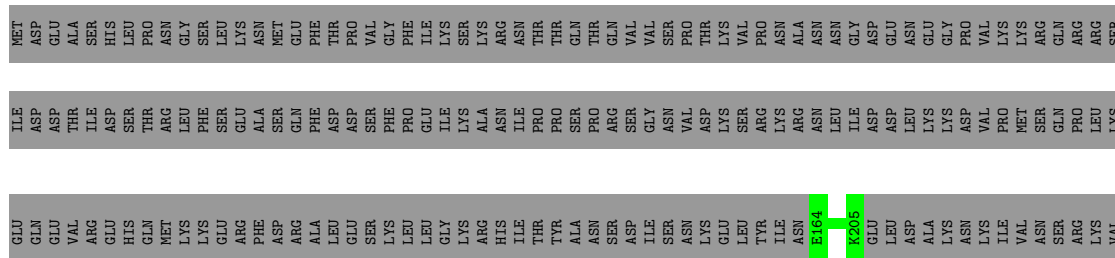 MET ASP GLU ALA SER HIS LEU PRO ASN GLY SER LEU LYS ASN MET GLU PHE THR PRO VAL GLY PHE ILE LYS SER LYS ARG ASN THR THR GLN THR GLN VAL VAL SER PRO THR LYS VAL PRO ASN ALA ASN ASN GLY ASP GLU ASN GLU GLY PRO VAL LYS LYS ARG GLN ARG ARG SER
ILE ASP ASP THR ILE ASP SER THR ARG LEU PHE SER GLU ALA SER GLN PHE ASP ASP SER PHE PRO GLU ILE LYS ALA ASN ILE PRO PRO SER PRO ARG SER GLY ASN VAL ASP LYS SER ARG LYS ARG ASN LEU ILE ASP ASP LEU LYS LYS ASP VAL PRO MET SER GLN PRO LEU LYS
GLU GLN GLU VAL ARG GLU HIS GLN MET LYS LYS GLU ARG PHE ASP ARG ALA LEU GLU SER LYS LEU LEU GLY LYS ARG HIS ILE THR TYR ALA ASN SER ASP ILE SER ASN LYS GLU LEU TYR ILE ASN E164 K205 GLU LEU ASP ALA LYS ASN LYS ILE VAL ASN SER ARG LYS VAL